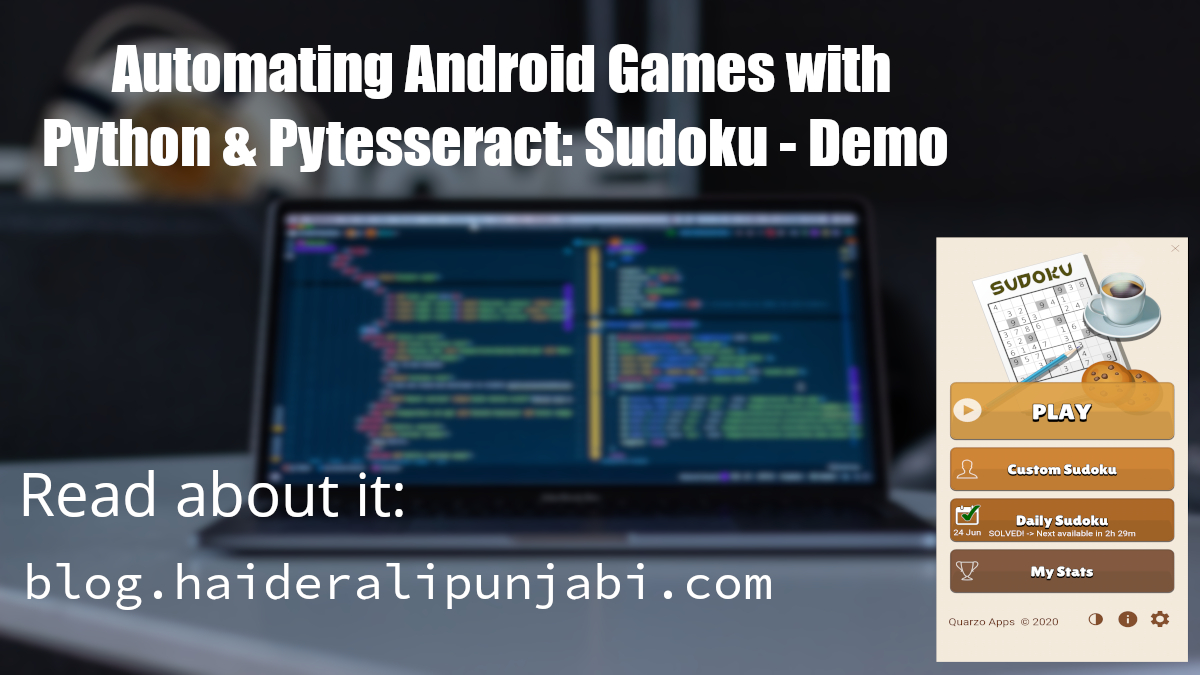 Automating Android Games with
Python & Pytesseract: Sudoku - Demo
Read about it:
blog.haideralipunjabi.com
SUDOKU
PLAY
Custom Sudoku
Daily Sudoku
24 Jun SOLVED! -> Next available in 2h 29m
My Stats
Quarzo Apps © 2020